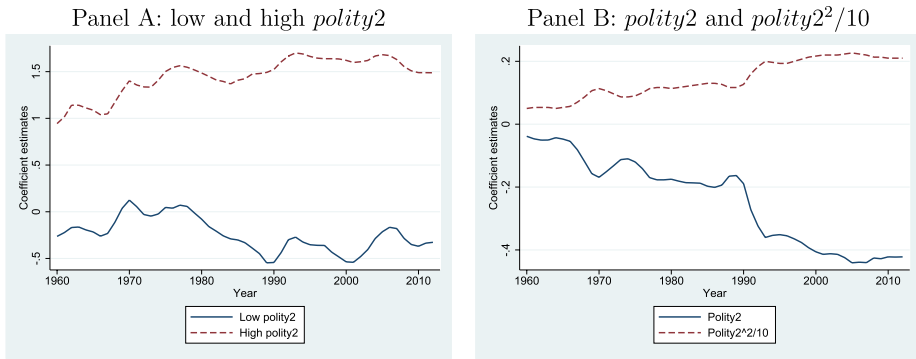 Panel A: low and high polity2
Coefficient estimates
1.5
1
.5
0
-.5
1960 1970 1980 1990 2000 2010
Year
Low polity2
High polity2
Panel B: polity2 and polity2²/10
Coefficient estimates
.2
0
-.2
-.4
1960 1970 1980 1990 2000 2010
Year
Polity2
Polity2^2/10